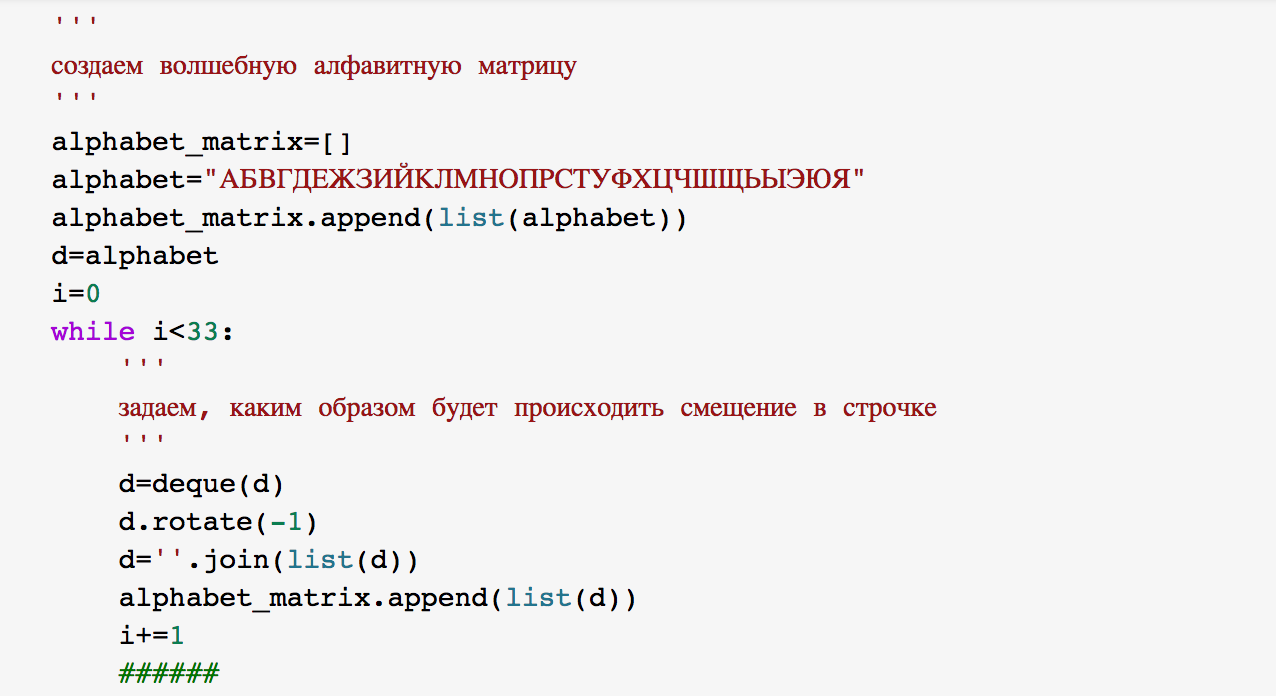 '''
создаем волшебную алфавитную матрицу
'''
alphabet_matrix=[]
alphabet="АБВГДЕЖЗИЙКЛМНОПРСТУФХЦЧШЩЬЫЭЮЯ"
alphabet_matrix.append(list(alphabet))
d=alphabet
i=0
while i<33:
    '''
    задаем, каким образом будет происходить смещение в строчке
    '''
    d=deque(d)
    d.rotate(-1)
    d=''.join(list(d))
    alphabet_matrix.append(list(d))
    i+=1
    ######